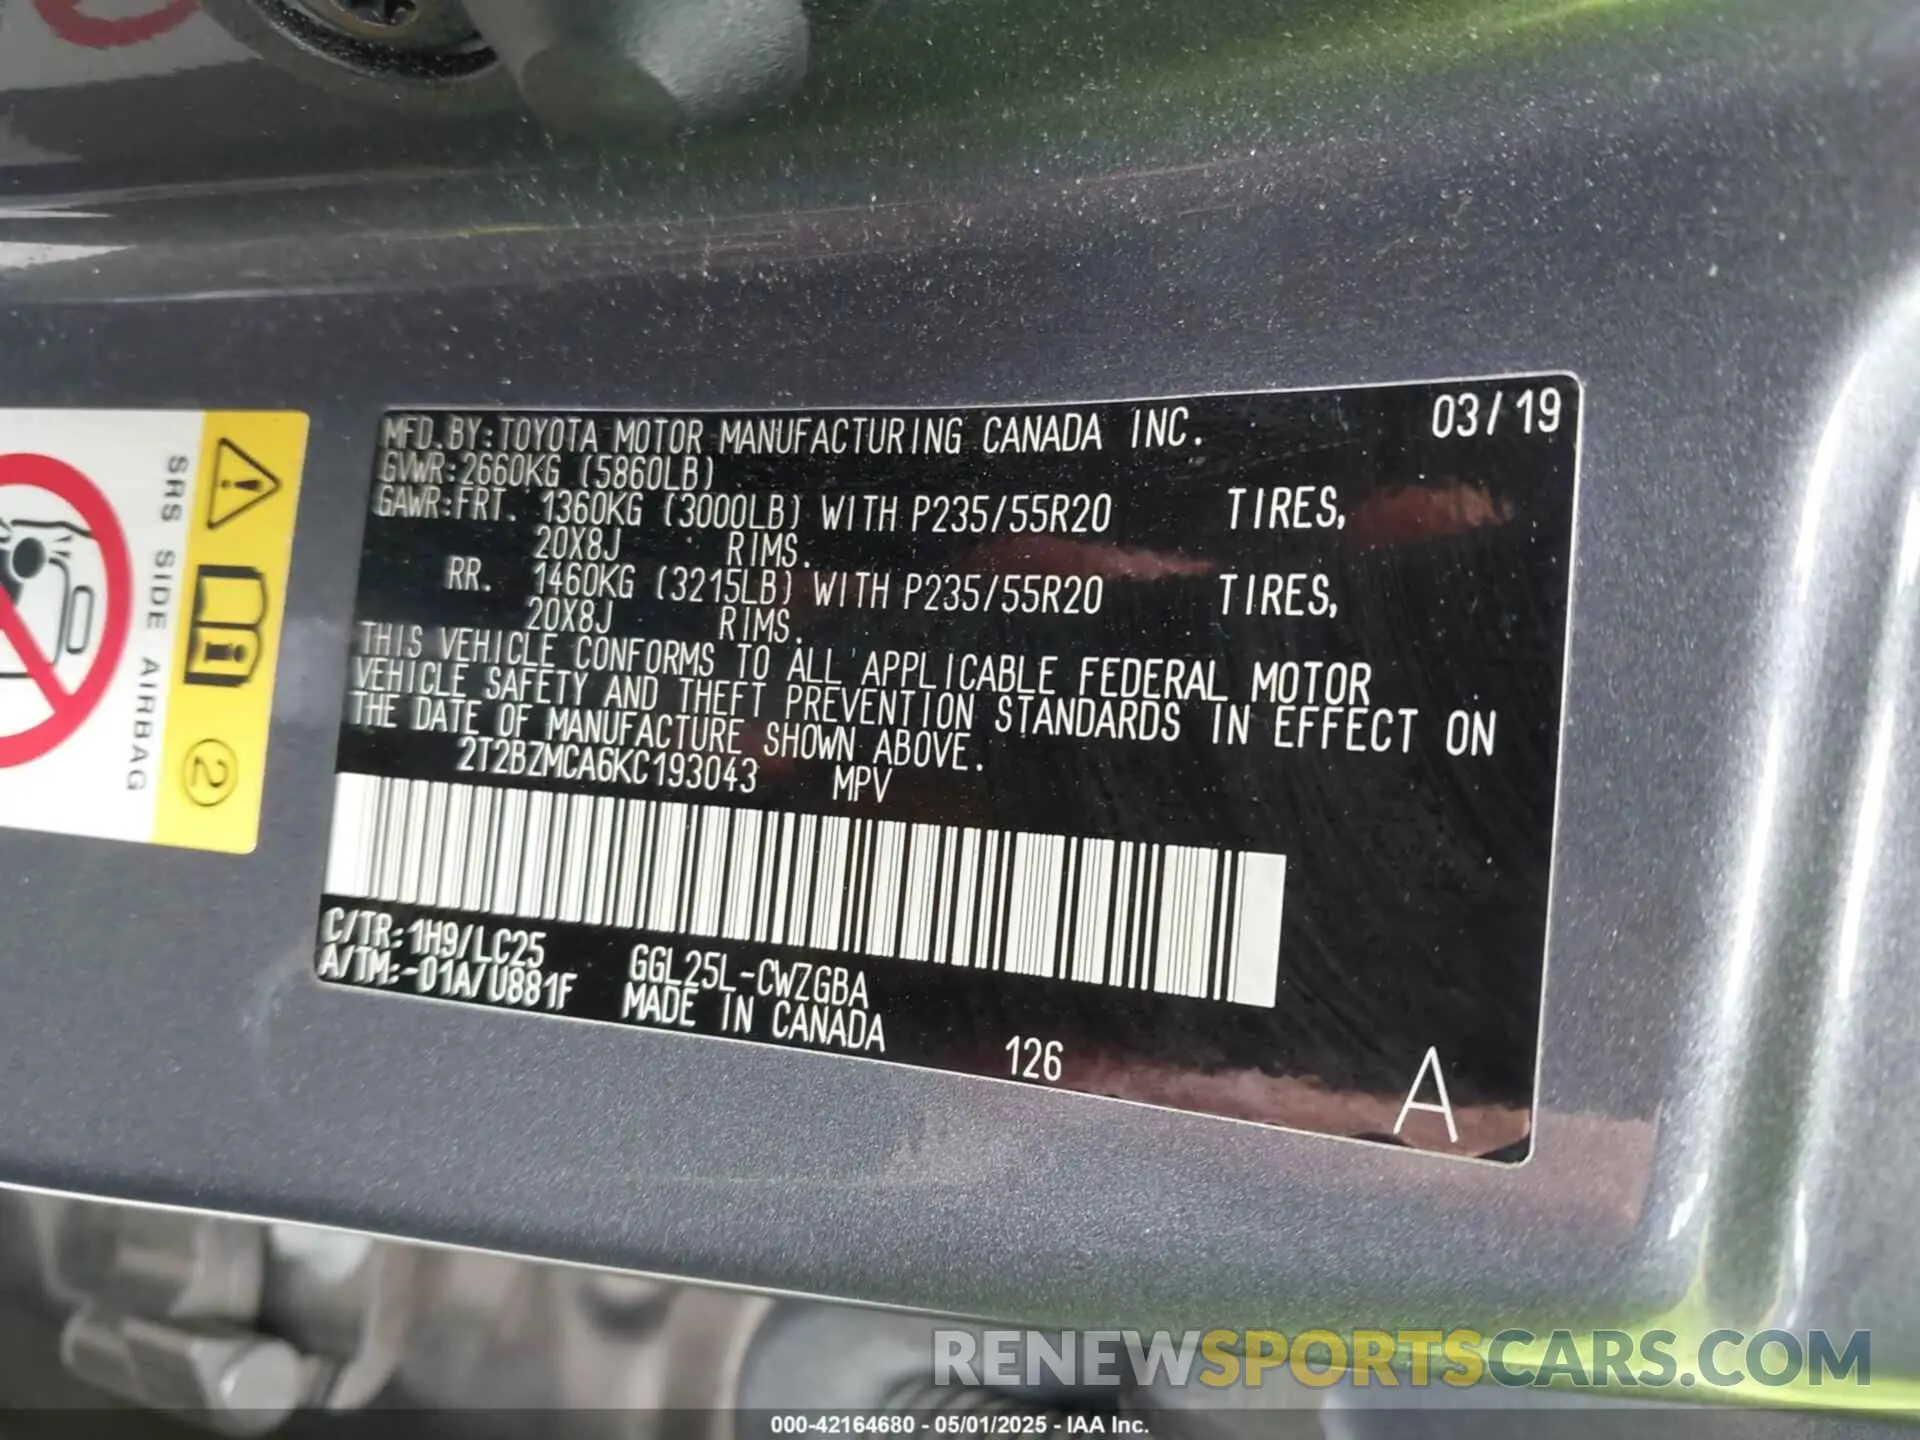 MFD. BY: TOYOTA MOTOR MANUFACTURING CANADA INC. 03/19
GVWR: 2660KG (5860LB)
GAWR: FRT. 1360KG (3000LB) WITH P235/55R20 TIRES,
20X8J RIMS.
RR. 1460KG (3215LB) WITH P235/55R20 TIRES,
20X8J RIMS.
THIS VEHICLE CONFORMS TO ALL APPLICABLE FEDERAL MOTOR
VEHICLE SAFETY AND THEFT PREVENTION STANDARDS IN EFFECT ON
THE DATE OF MANUFACTURE SHOWN ABOVE.
2T2BZMCA6KC193043 MPV
C/TR: 1H9/LC25 GGL25L-CWZGBA
A/TM: -01A/U881F MADE IN CANADA
126
A
SRS SIDE AIRBAG
2
RENEWSPORTSCARS.COM
000-42164680 - 05/01/2025 - IAA Inc.